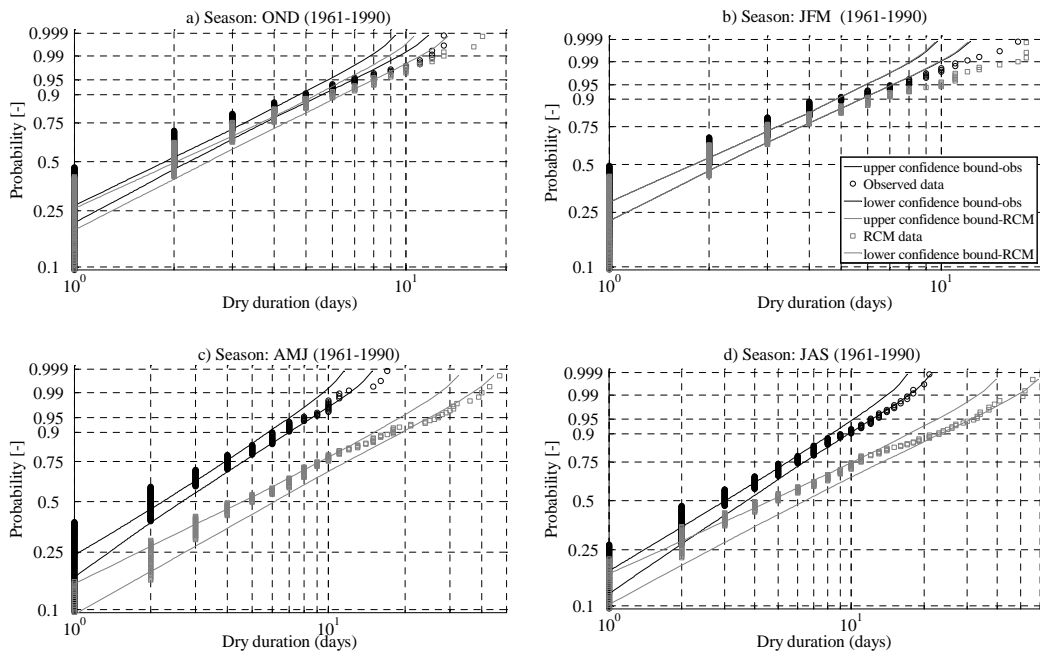 a) Season: OND (1961-1990)
0.999
0.99
0.95
0.9
0.75
0.5
0.25
0.1
Probability [-]
10^0
10^1
Dry duration (days)
b) Season: JFM (1961-1990)
0.999
0.99
0.95
0.9
0.75
0.5
0.25
0.1
Probability [-]
upper confidence bound-obs
Observed data
lower confidence bound-obs
upper confidence bound-RCM
RCM data
lower confidence bound-RCM
10^0
10^1
Dry duration (days)
c) Season: AMJ (1961-1990)
0.999
0.99
0.95
0.9
0.75
0.5
0.25
0.1
Probability [-]
10^0
10^1
Dry duration (days)
d) Season: JAS (1961-1990)
0.999
0.99
0.95
0.9
0.75
0.5
0.25
0.1
Probability [-]
10^0
10^1
Dry duration (days)